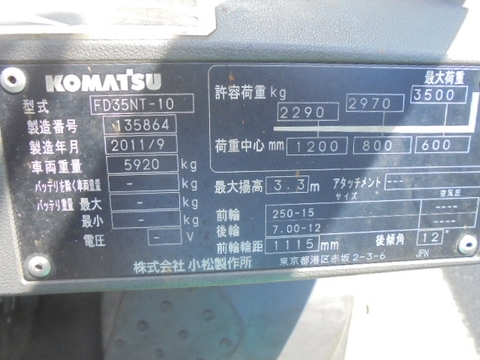 KOMATSU
型式 FD35NT-10
製造番号 135864
製造年月 2011/9
車両重量 5920 kg
バッテリを除く車両重量 - kg
バッテリ重量 最大 - kg
最小 - kg
電圧 - V
最大荷重
許容荷重 kg 2290 2970 3500
荷重中心 mm 1200 800 600
最大揚高 3.3 m アタッチメント ---
サイズ 空気圧
前輪 250-15 ----
後輪 7.00-12 ----
前輪輪距 1115 mm 後傾角 12°
株式会社 小松製作所 東京都港区赤坂 2-3-6 JPN